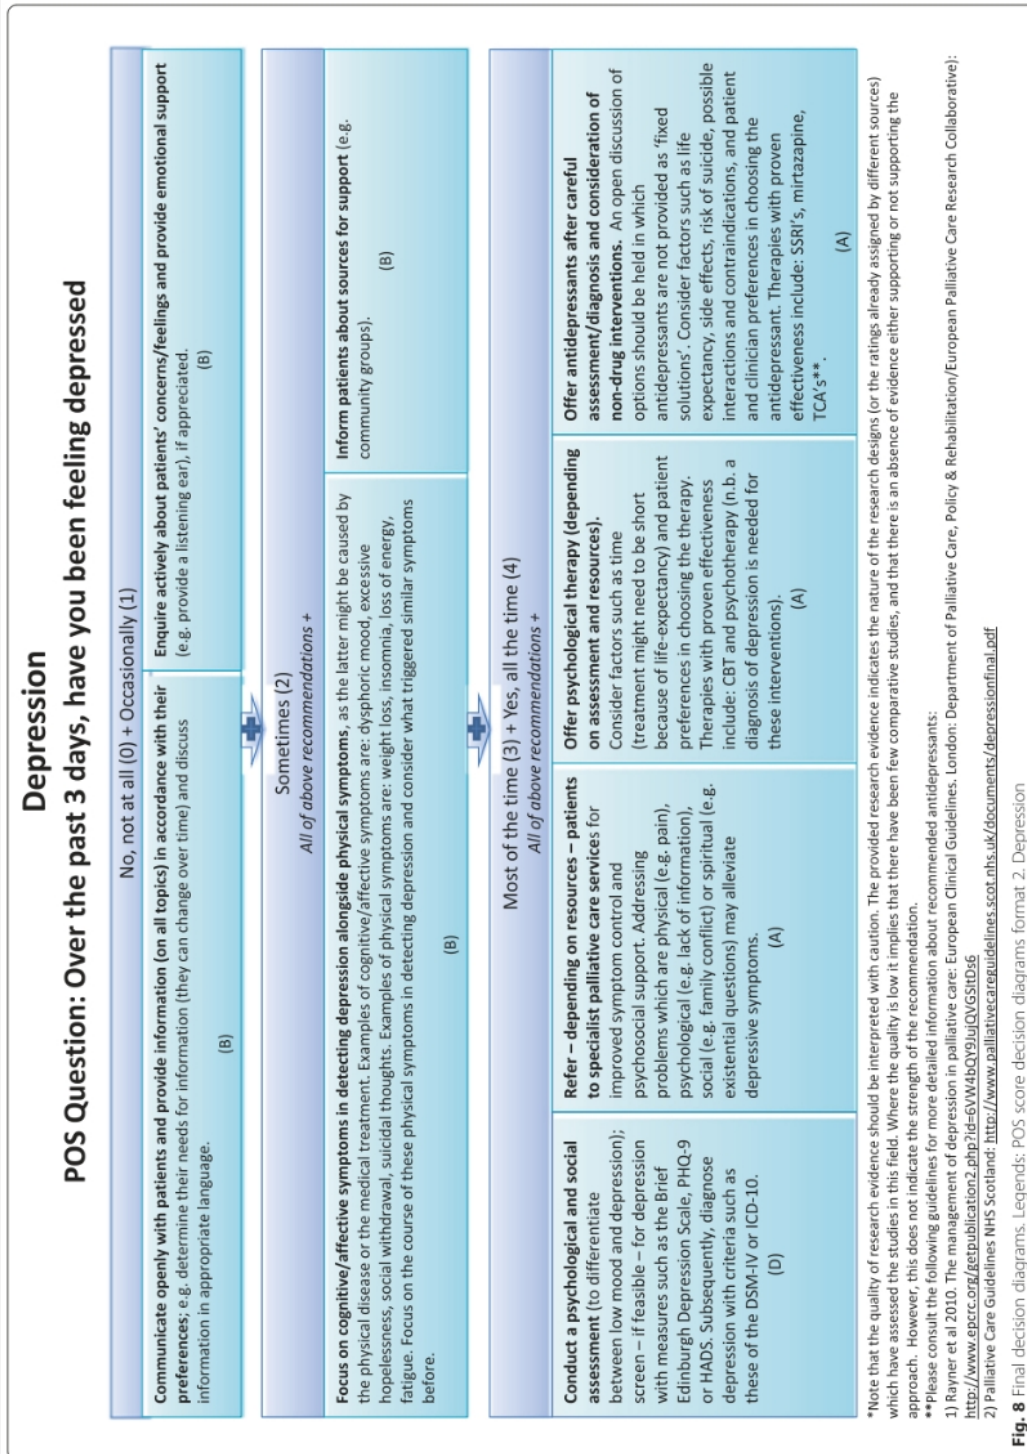 Depression
POS Question: Over the past 3 days, have you been feeling depressed
No, not at all (0) + Occasionally (1)
Communicate openly with patients and provide information (on all topics) in accordance with their
preferences; e.g. determine their needs for information (they can change over time) and discuss
information in appropriate language.
(B)
Enquire actively about patients' concerns/feelings and provide emotional support
(e.g. provide a listening ear), if appreciated.
(B)
Sometimes (2)
All of above recommendations +
Focus on cognitive/affective symptoms in detecting depression alongside physical symptoms, as the latter might be caused by
the physical disease or the medical treatment. Examples of cognitive/affective symptoms are: dysphoric mood, excessive
hopelessness, social withdrawal, suicidal thoughts. Examples of physical symptoms are: weight loss, insomnia, loss of energy,
fatigue. Focus on the course of these physical symptoms in detecting depression and consider what triggered similar symptoms
before.
(B)
Inform patients about sources for support (e.g.
community groups).
(B)
Most of the time (3) + Yes, all the time (4)
All of above recommendations +
Conduct a psychological and social
assessment (to differentiate
between low mood and depression);
screen – if feasible – for depression
with measures such as the Brief
Edinburgh Depression Scale, PHQ-9
or HADS. Subsequently, diagnose
depression with criteria such as
these of the DSM-IV or ICD-10.
(D)
Refer – depending on resources – patients
to specialist palliative care services for
improved symptom control and
psychosocial support. Addressing
problems which are physical (e.g. pain),
psychological (e.g. lack of information),
social (e.g. family conflict) or spiritual (e.g.
existential questions) may alleviate
depressive symptoms.
(A)
Offer psychological therapy (depending
on assessment and resources).
Consider factors such as time
(treatment might need to be short
because of life-expectancy) and patient
preferences in choosing the therapy.
Therapies with proven effectiveness
include: CBT and psychotherapy (n.b. a
diagnosis of depression is needed for
these interventions).
(A)
Offer antidepressants after careful
assessment/diagnosis and consideration of
non-drug interventions. An open discussion of
options should be held in which
antidepressants are not provided as 'fixed
solutions'. Consider factors such as life
expectancy, side effects, risk of suicide, possible
interactions and contraindications, and patient
and clinician preferences in choosing the
antidepressant. Therapies with proven
effectiveness include: SSRI's, mirtazapine,
TCA's**.
(A)
*Note that the quality of research evidence should be interpreted with caution. The provided research evidence indicates the nature of the research designs (or the ratings already assigned by different sources)
which have assessed the studies in this field. Where the quality is low it implies that there have been few comparative studies, and that there is an absence of evidence either supporting or not supporting the
approach. However, this does not indicate the strength of the recommendation.
**Please consult the following guidelines for more detailed information about recommended antidepressants:
1) Rayner et al 2010. The management of depression in palliative care: European Clinical Guidelines. London: Department of Palliative Care, Policy & Rehabilitation/European Palliative Care Research Collaborative):
http://www.epcrc.org/getpublication2.php?id=6VW4bQY9JujQVGSItDs6
2) Palliative Care Guidelines NHS Scotland: http://www.palliativecareguidelines.scot.nhs.uk/documents/depressionfinal.pdf
Fig. 8 Final decision diagrams. Legends: POS score decision diagrams format 2. Depression